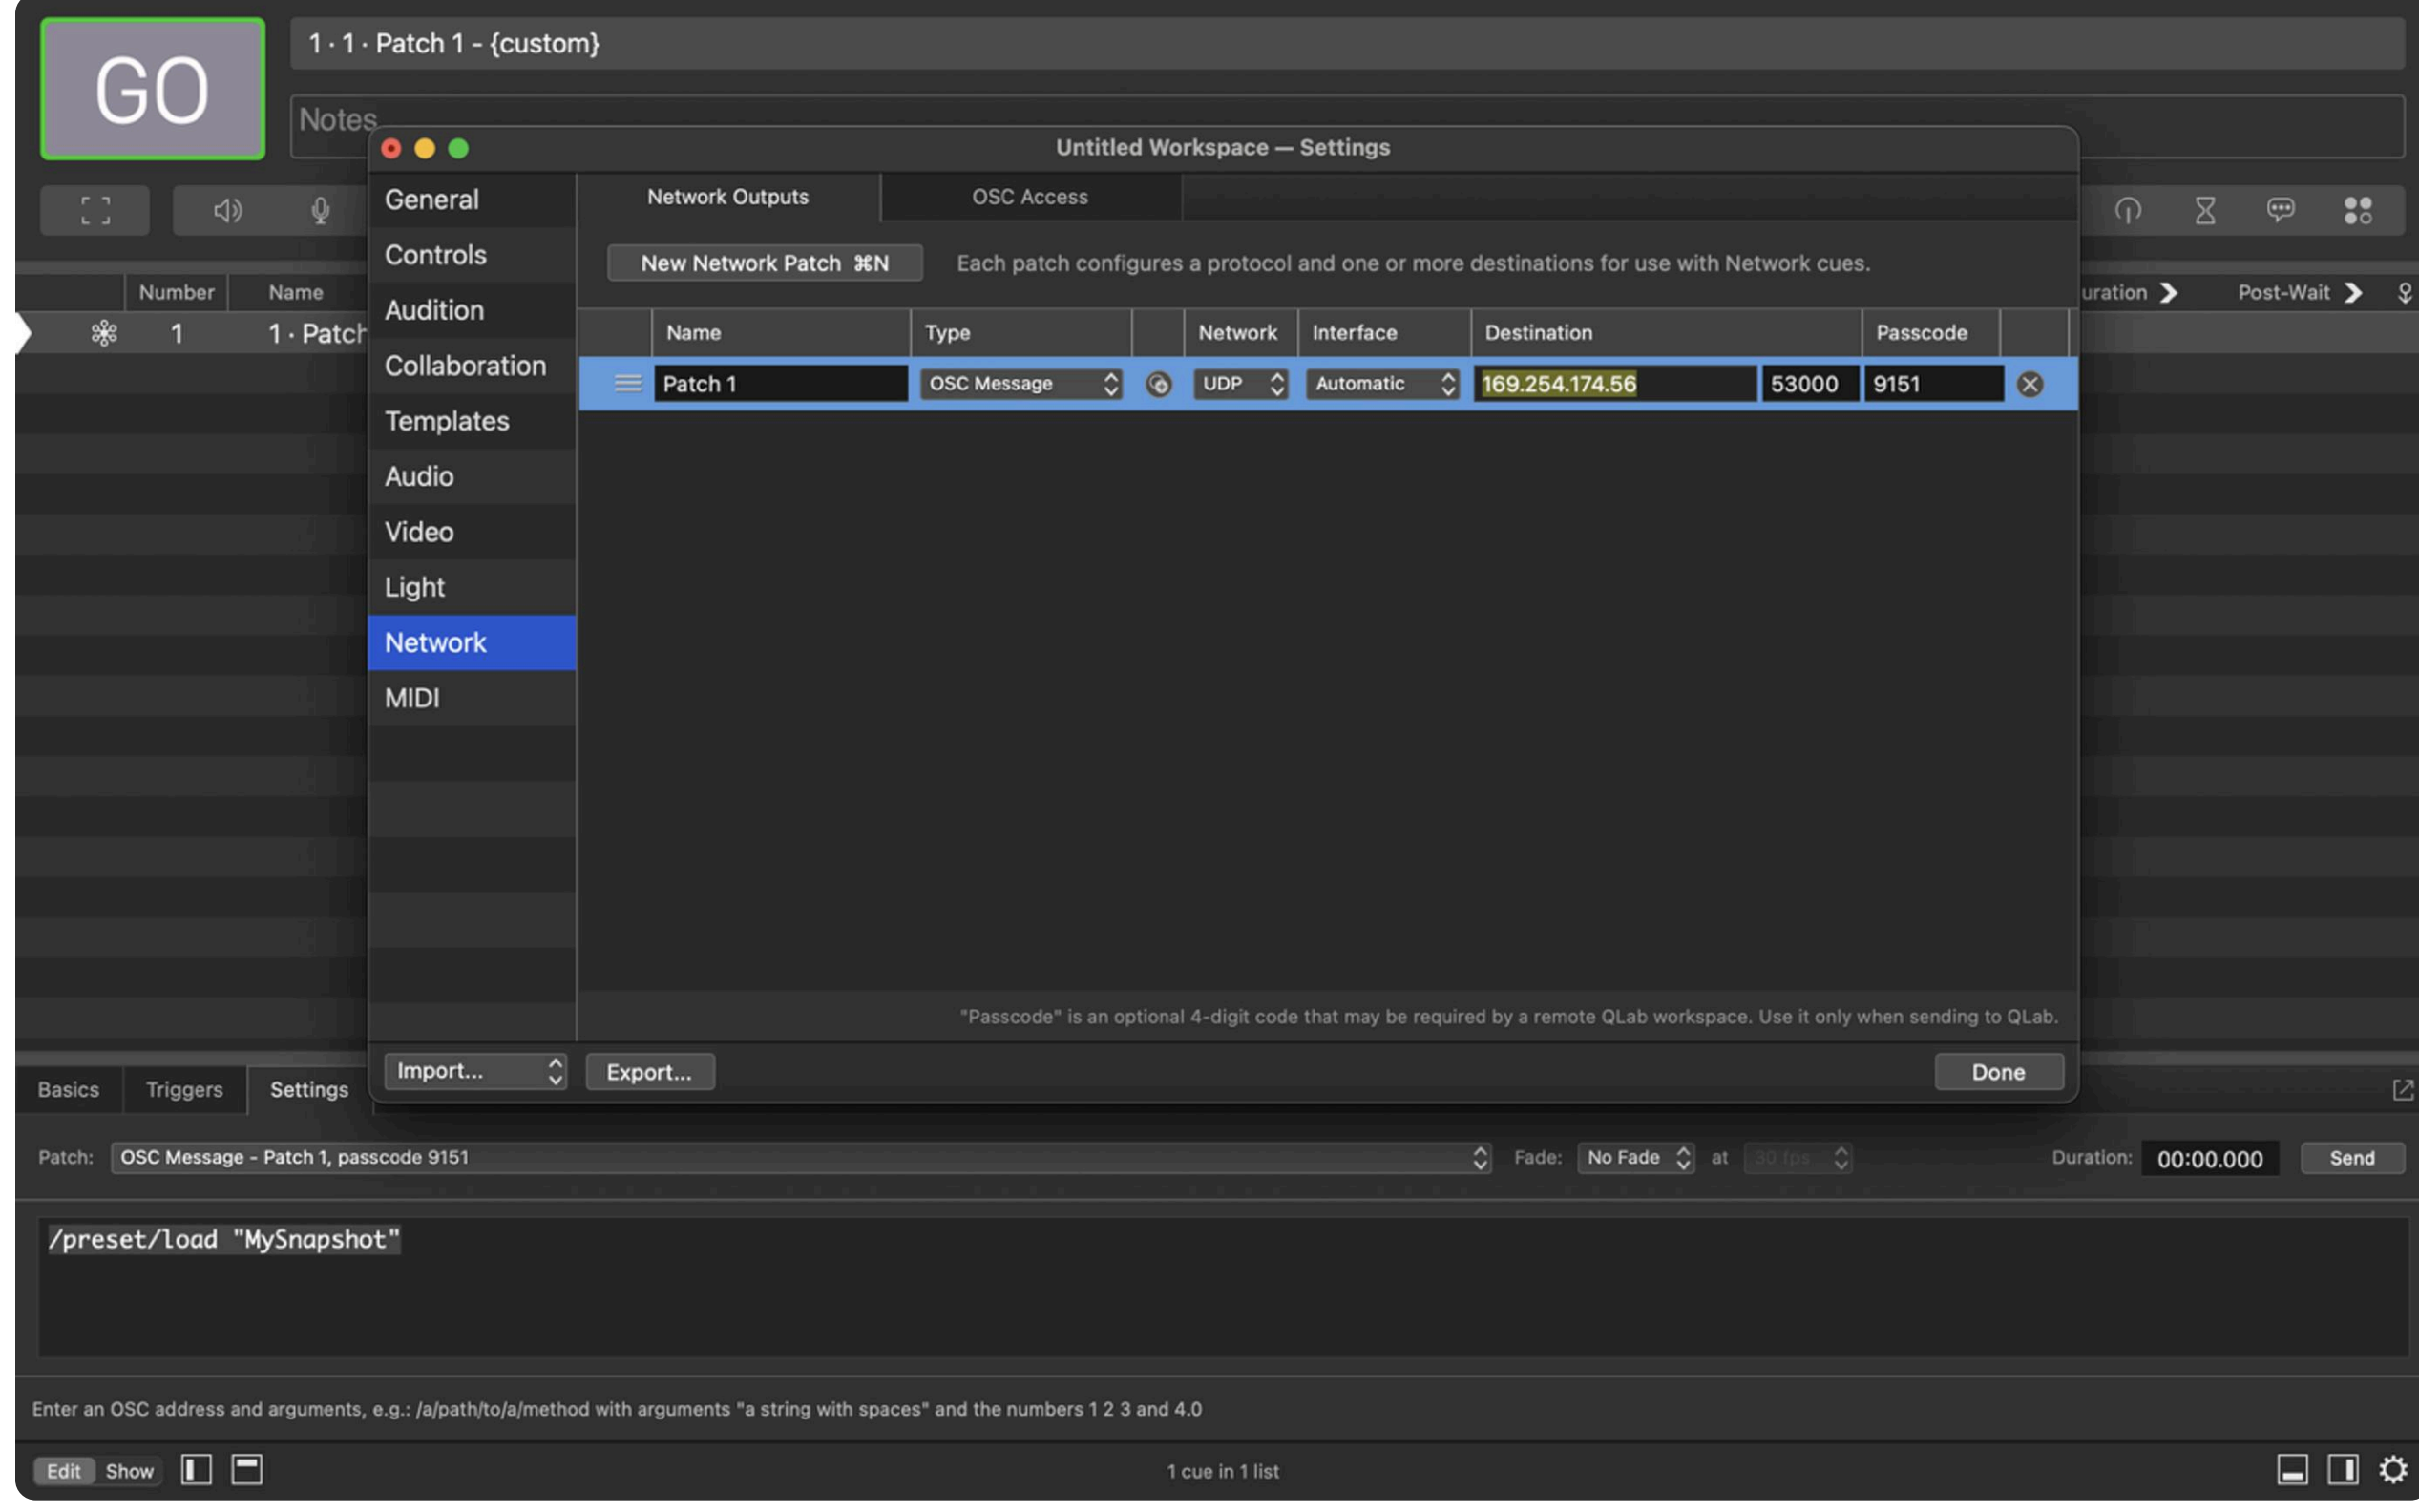 GO
1 · 1 · Patch 1 - {custom}
Notes
Untitled Workspace — Settings
General
Controls
Audition
Collaboration
Templates
Audio
Video
Light
Network
MIDI
Network Outputs
OSC Access
New Network Patch ⌘N
Each patch configures a protocol and one or more destinations for use with Network cues.
Name Type Network Interface Destination Passcode
Patch 1 OSC Message UDP Automatic 169.254.174.56 53000 9151
"Passcode" is an optional 4-digit code that may be required by a remote QLab workspace. Use it only when sending to QLab.
Import...
Export...
Done
Number Name uration Post-Wait
1 1 · Patch
Basics Triggers Settings
Patch: OSC Message - Patch 1, passcode 9151 Fade: No Fade at 30 fps Duration: 00:00.000 Send
/preset/load "MySnapshot"
Enter an OSC address and arguments, e.g.: /a/path/to/a/method with arguments "a string with spaces" and the numbers 1 2 3 and 4.0
Edit Show 1 cue in 1 list